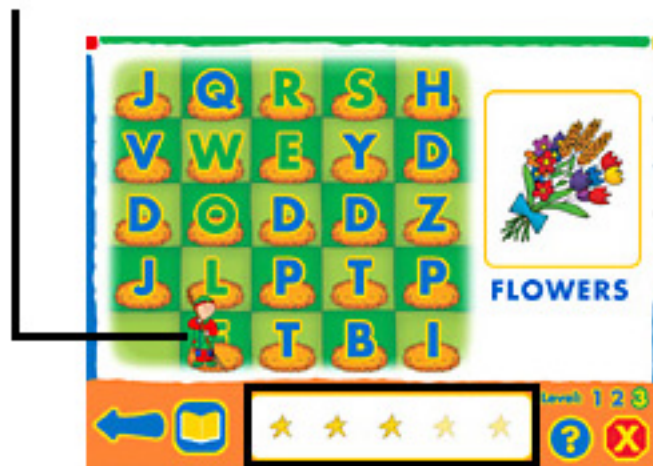 J Q R S H
V W E Y D
D O D D Z
J L P T P
F T B I
FLOWERS
Level: 1 2 3
?
X